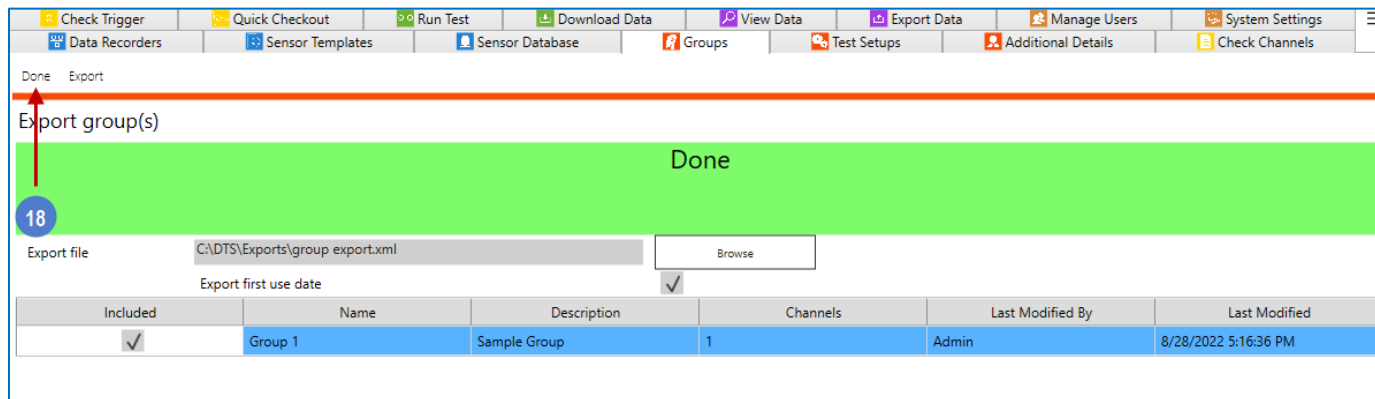 Check Trigger Quick Checkout Run Test Download Data View Data Export Data Manage Users System Settings
Data Recorders Sensor Templates Sensor Database Groups Test Setups Additional Details Check Channels
Done Export
Export group(s)
Done
18
Export file C:\DTS\Exports\group export.xml Browse
Export first use date
Included Name Description Channels Last Modified By Last Modified
Group 1 Sample Group 1 Admin 8/28/2022 5:16:36 PM